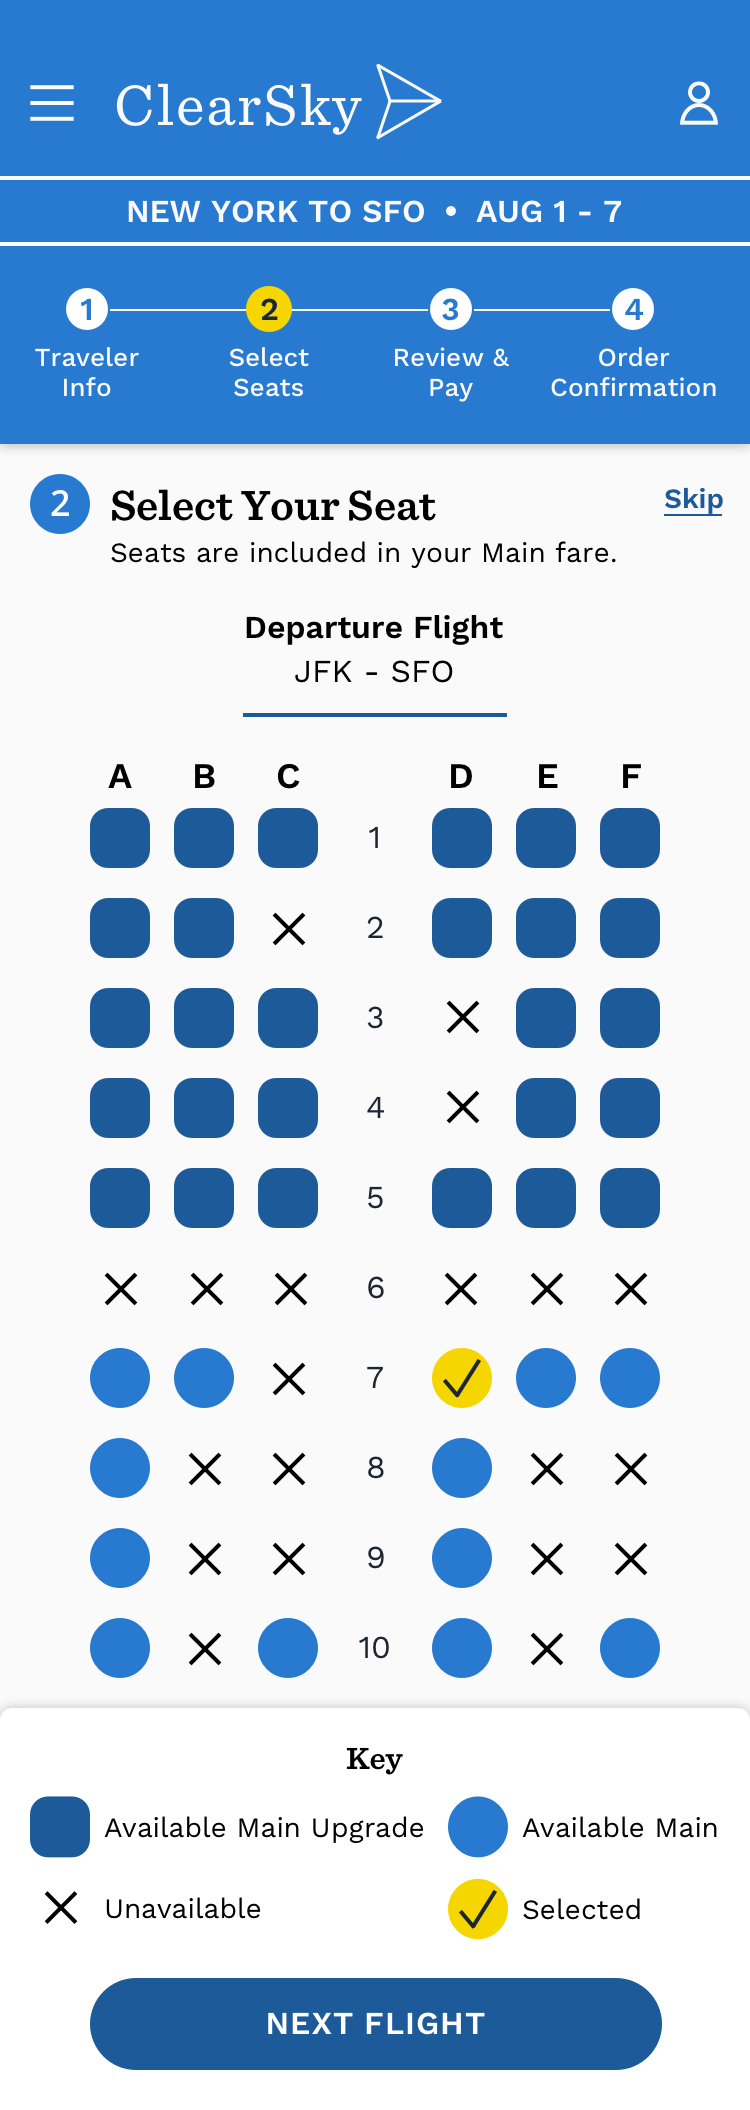 ClearSky
NEW YORK TO SFO • AUG 1 - 7
1 2 3 4
Traveler Info
Select Seats
Review & Pay
Order Confirmation
2 Select Your Seat Skip
Seats are included in your Main fare.
Departure Flight
JFK - SFO
A B C D E F
1
2
3
4
5
6
7
8
9
10
Key
Available Main Upgrade Available Main
Unavailable Selected
NEXT FLIGHT